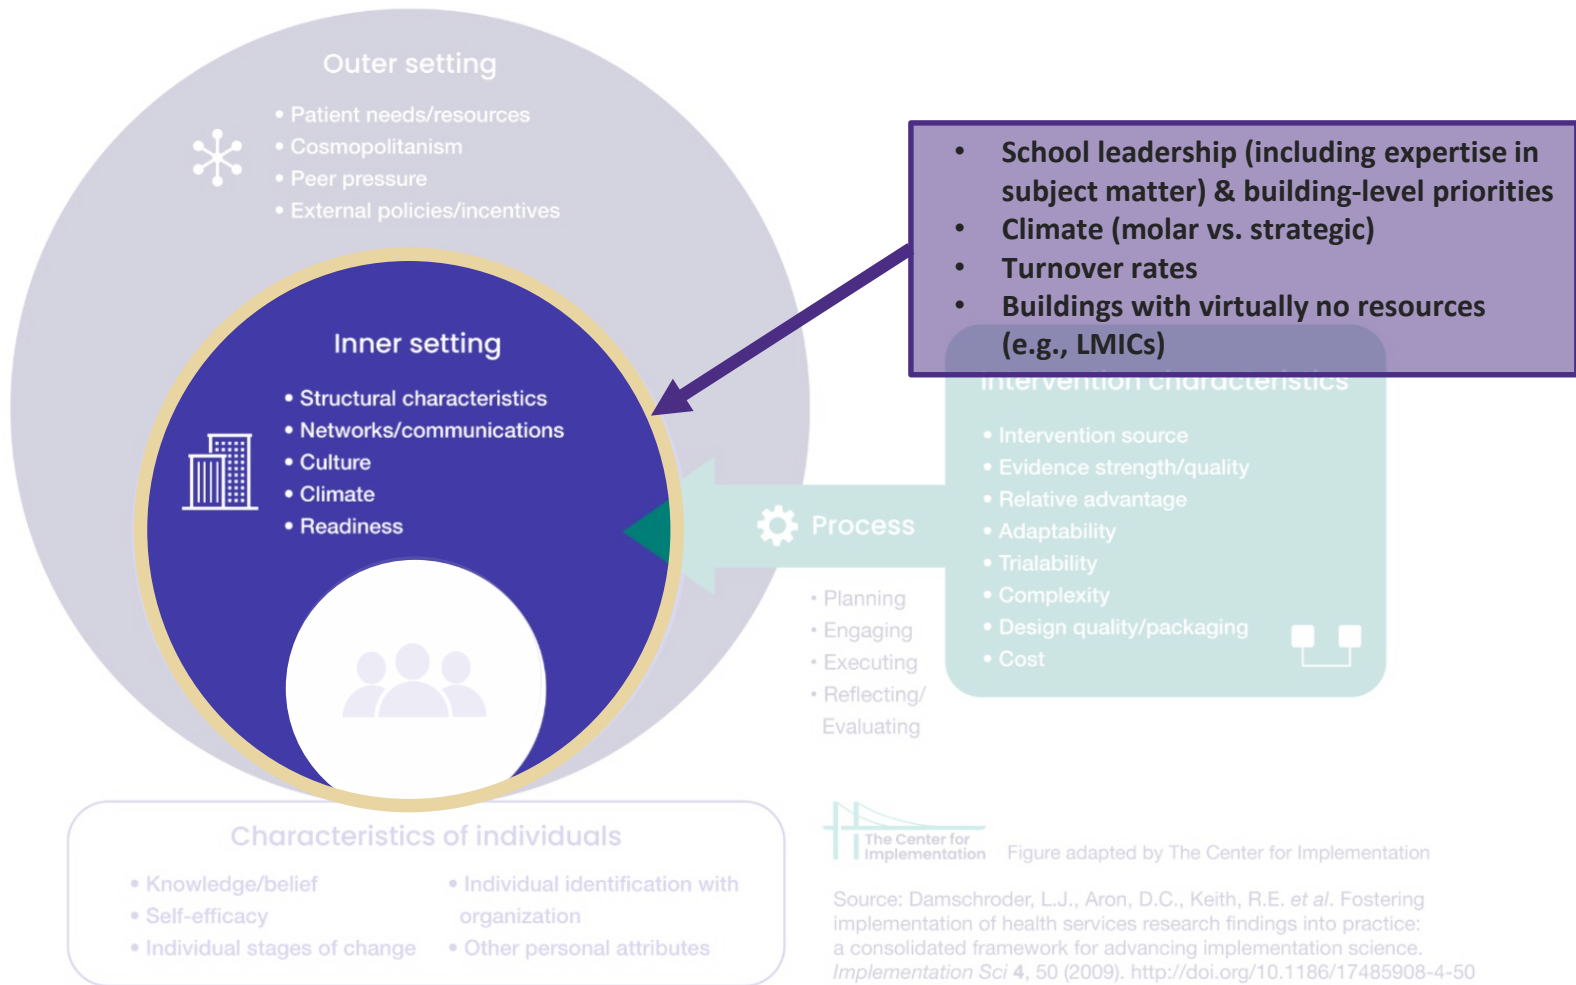 Outer setting
• Patient needs/resources
• Cosmopolitanism
• Peer pressure
• External policies/incentives
• School leadership (including expertise in
subject matter) & building-level priorities
• Climate (molar vs. strategic)
• Turnover rates
• Buildings with virtually no resources
(e.g., LMICs)
Inner setting
• Structural characteristics
• Networks/communications
• Culture
• Climate
• Readiness
Process
• Planning
• Engaging
• Executing
• Reflecting/
Evaluating
Intervention characteristics
• Intervention source
• Evidence strength/quality
• Relative advantage
• Adaptability
• Trialability
• Complexity
• Design quality/packaging
• Cost
Characteristics of individuals
• Knowledge/belief
• Self-efficacy
• Individual stages of change
• Individual identification with
organization
• Other personal attributes
The Center for
Implementation
Figure adapted by The Center for Implementation
Source: Damschroder, L.J., Aron, D.C., Keith, R.E. et al. Fostering
implementation of health services research findings into practice:
a consolidated framework for advancing implementation science.
Implementation Sci 4, 50 (2009). http://doi.org/10.1186/17485908-4-50